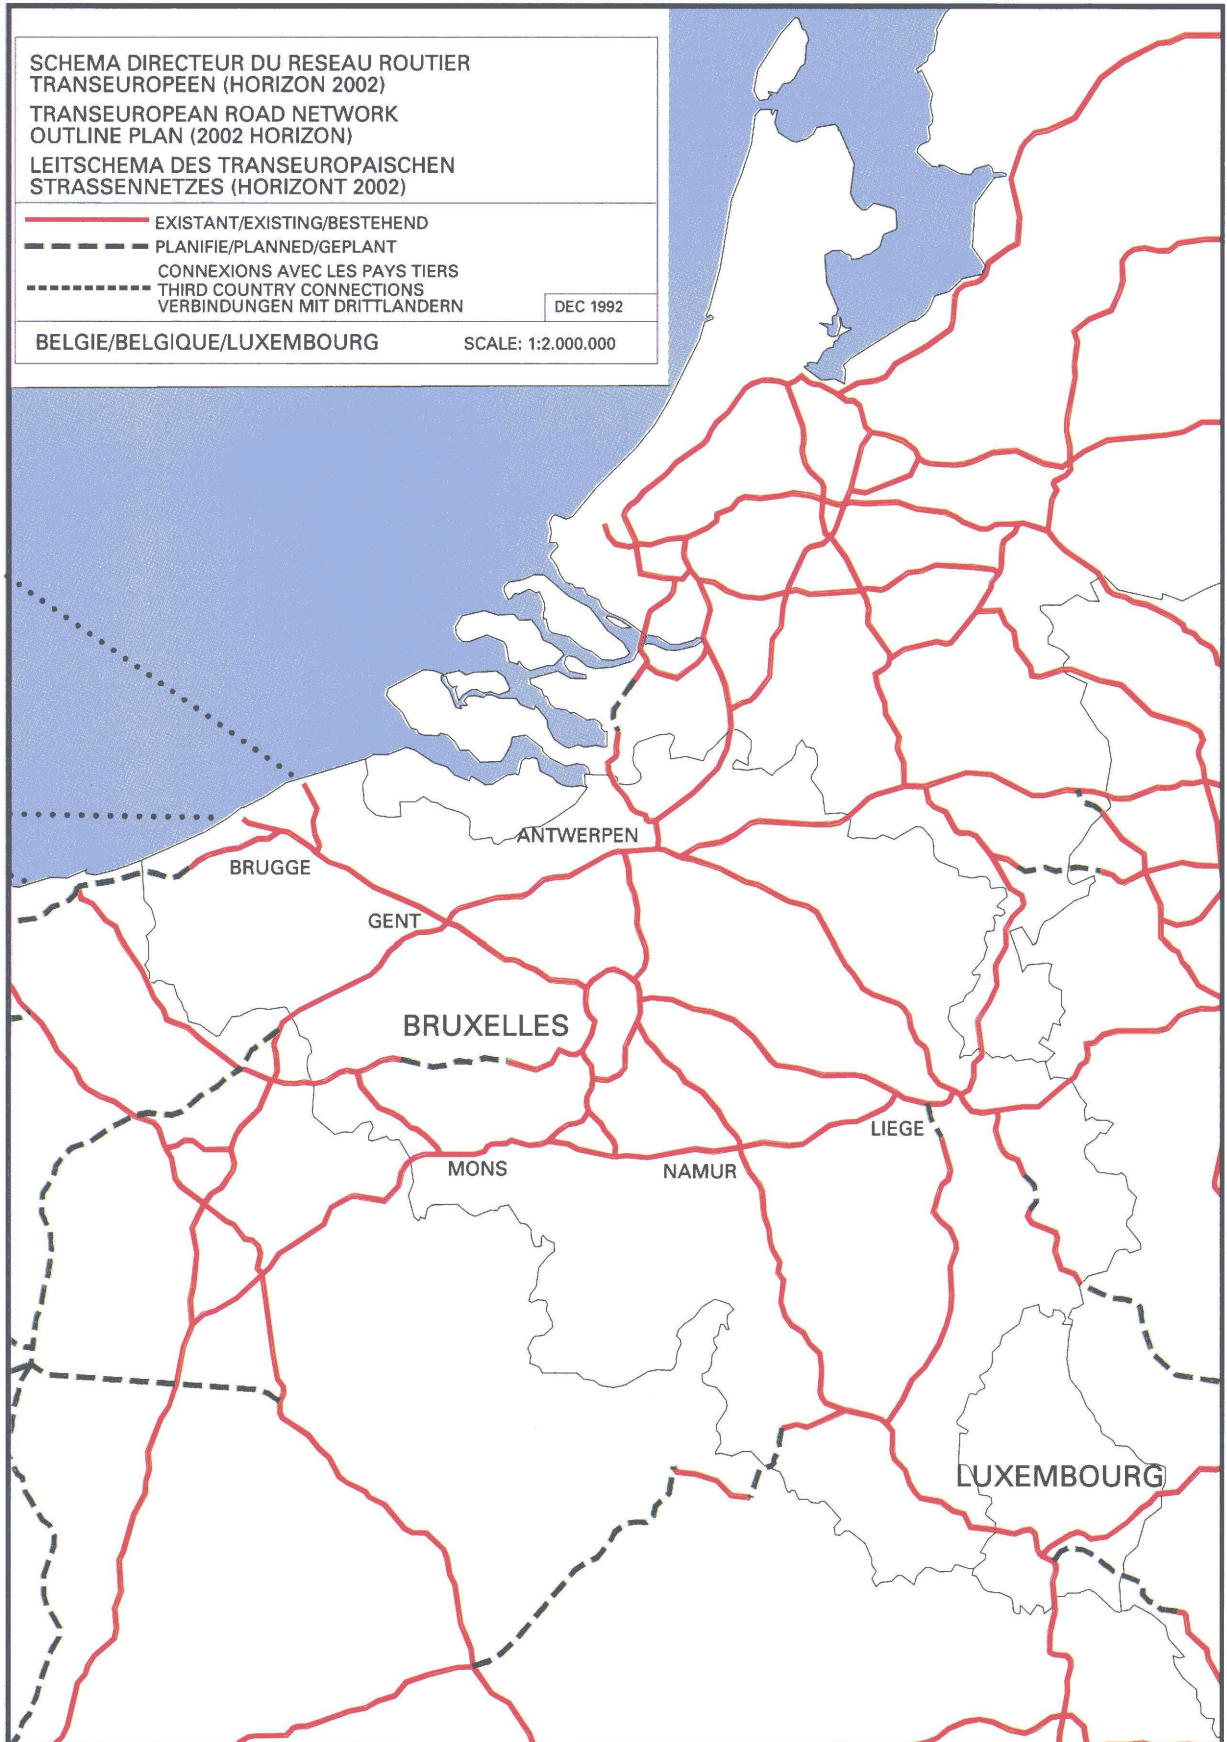 SCHEMA DIRECTEUR DU RESEAU ROUTIER
TRANSEUROPEEN (HORIZON 2002)
TRANSEUROPEAN ROAD NETWORK
OUTLINE PLAN (2002 HORIZON)
LEITSCHEMA DES TRANSEUROPAISCHEN
STRASSENNETZES (HORIZONT 2002)
EXISTANT/EXISTING/BESTEHEND
PLANIFIE/PLANNED/GEPLANT
CONNEXIONS AVEC LES PAYS TIERS
THIRD COUNTRY CONNECTIONS
VERBINDUNGEN MIT DRITTLANDERN
DEC 1992
BELGIE/BELGIQUE/LUXEMBOURG
SCALE: 1:2.000.000
ANTWERPEN
BRUGGE
GENT
BRUXELLES
LIEGE
MONS
NAMUR
LUXEMBOURG